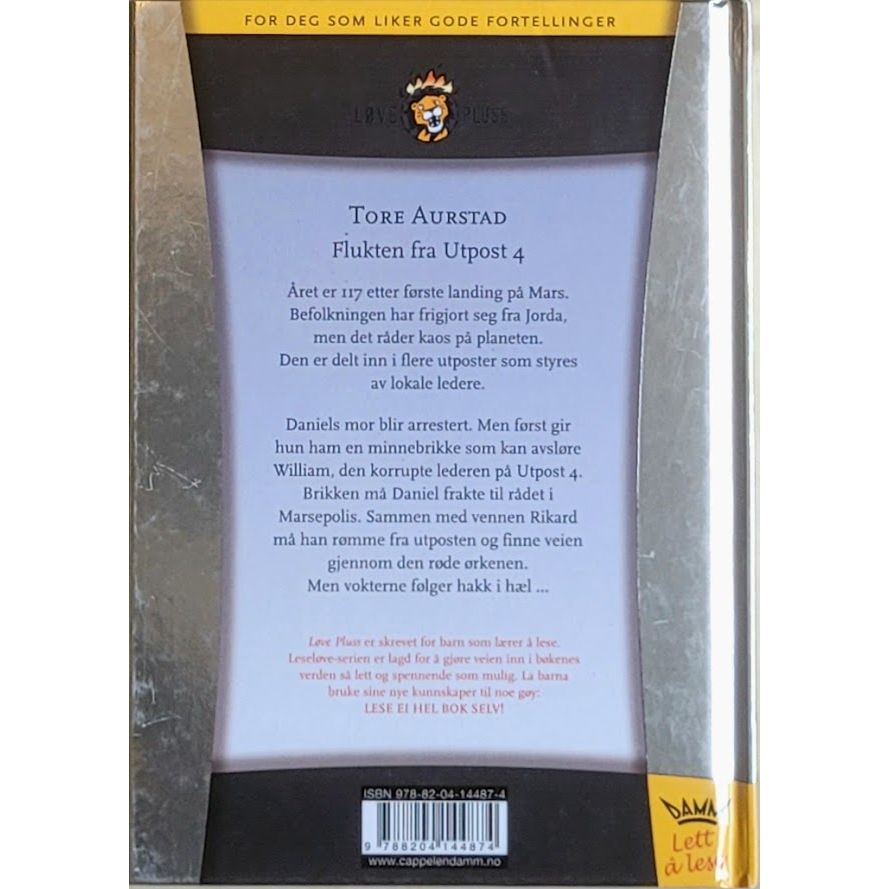 FOR DEG SOM LIKER GODE FORTELLINGER
LØVE PLUSS
TORE AURSTAD
Flukten fra Utpost 4
Året er 117 etter første landing på Mars.
Befolkningen har frigjort seg fra Jorda,
men det råder kaos på planeten.
Den er delt inn i flere utposter som styres
av lokale ledere.
Daniels mor blir arrestert. Men først gir
hun ham en minnebrikke som kan avsløre
William, den korrupte lederen på Utpost 4.
Brikken må Daniel frakte til rådet i
Marsepolis. Sammen med vennen Rikard
må han rømme fra utposten og finne veien
gjennom den røde ørkenen.
Men vokterne følger hakk i hæl ...
Løve Pluss er skrevet for barn som lærer å lese.
Leseløve-serien er lagd for å gjøre veien inn i bøkenes
verden så lett og spennende som mulig. La barna
bruke sine nye kunnskaper til noe gøy:
LESE EI HEL BOK SELV!
ISBN 978-82-04-14487-4
9 788204 144874
www.cappelendamm.no
DAMM
Lett
å lese